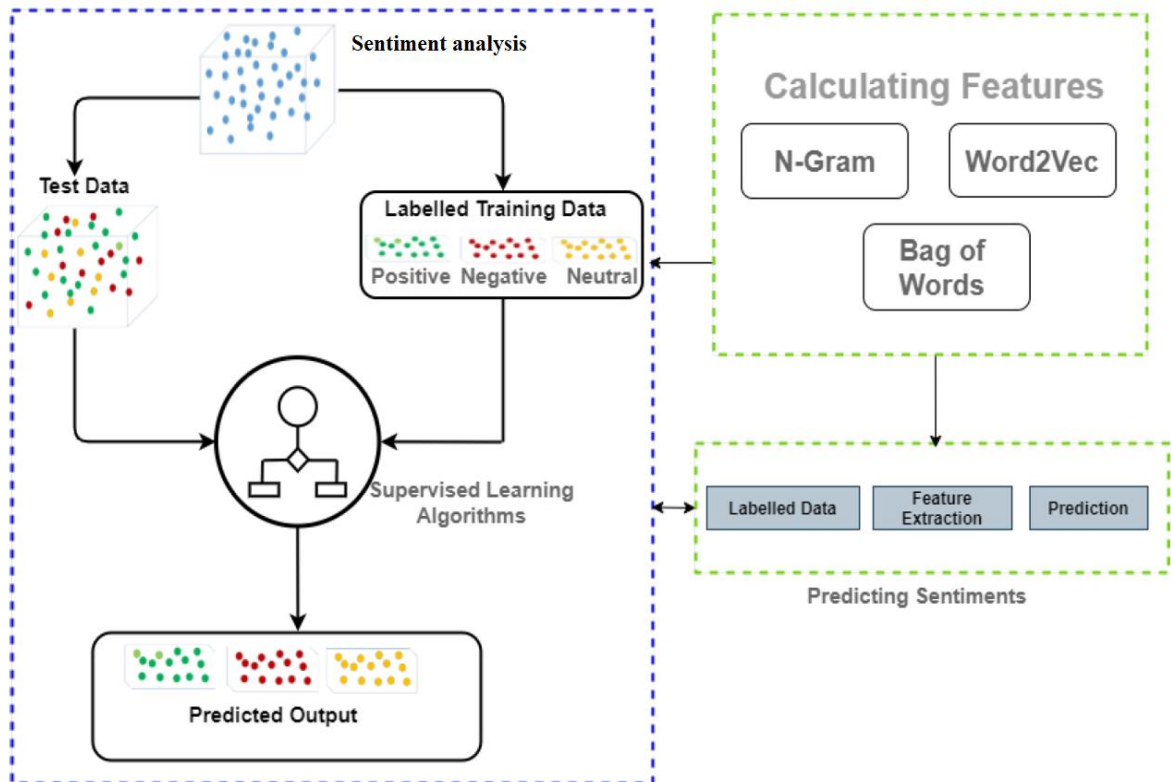 Sentiment analysis
Test Data
Labelled Training Data
Positive Negative Neutral
Supervised Learning
Algorithms
Predicted Output
Calculating Features
N-Gram
Word2Vec
Bag of
Words
Labelled Data
Feature
Extraction
Prediction
Predicting Sentiments